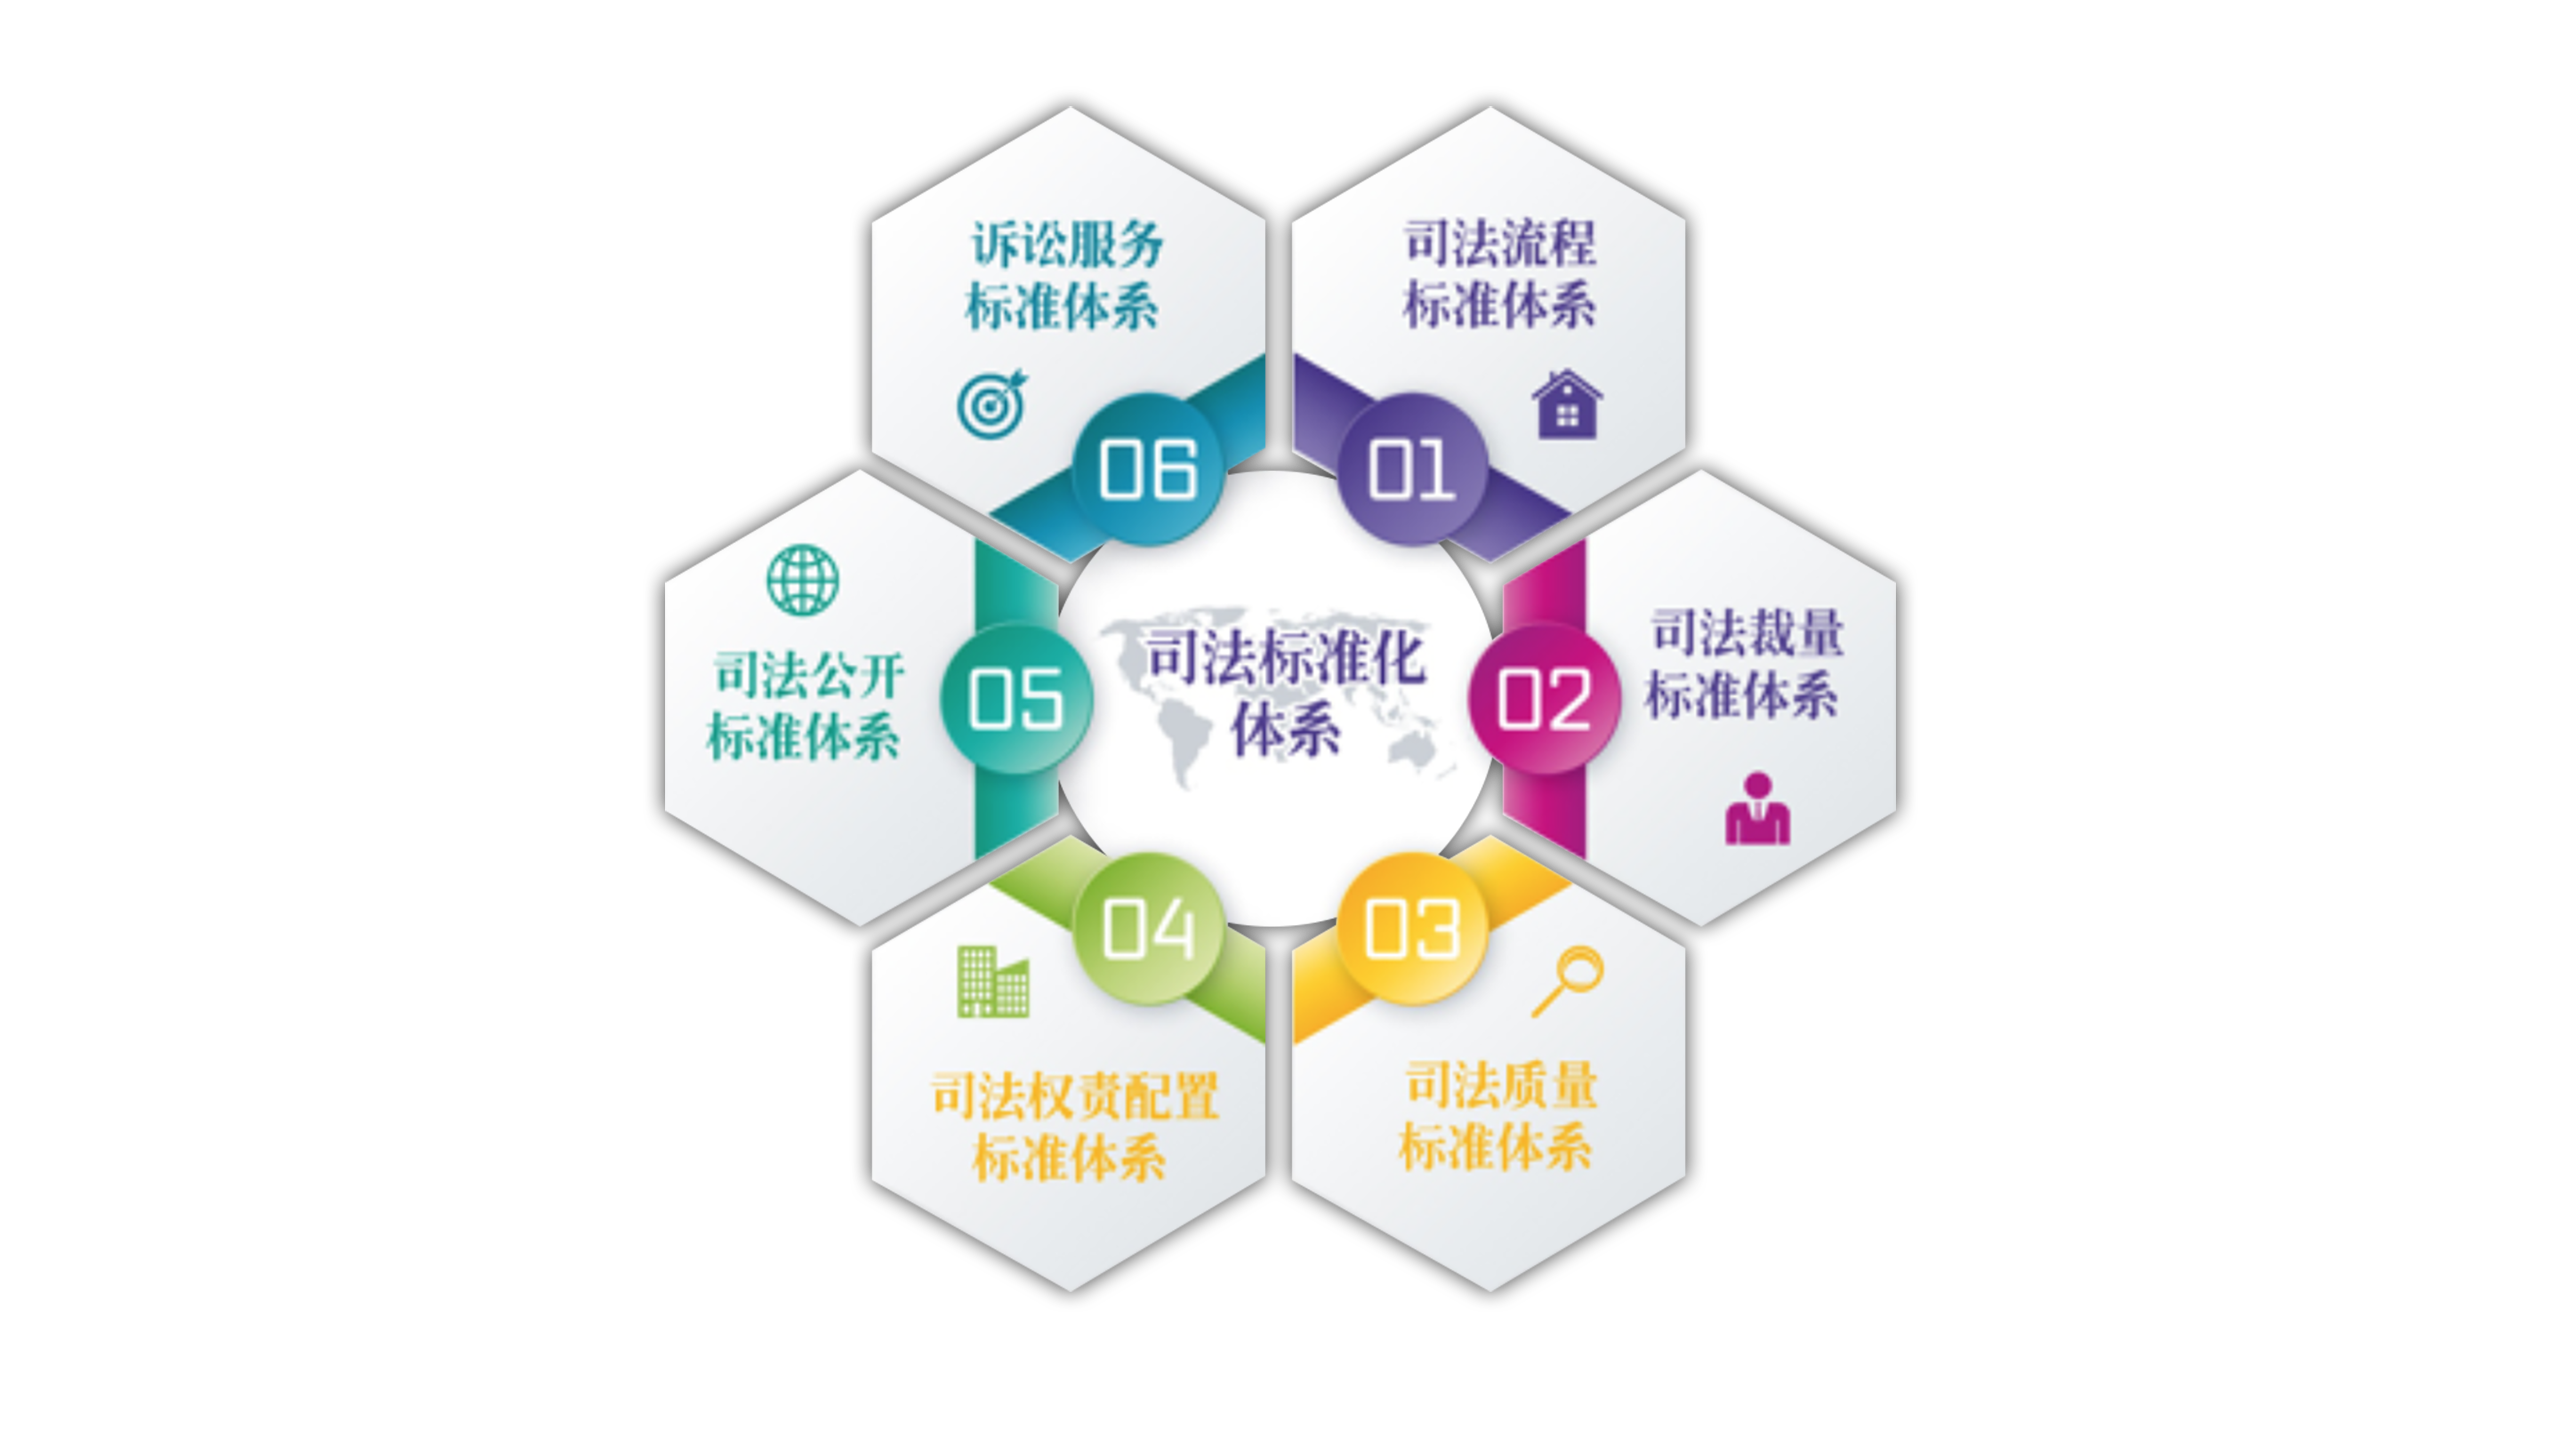 诉讼服务
标准体系
06
司法流程
标准体系
01
司法裁量
标准体系
02
司法质量
标准体系
03
司法权责配置
标准体系
04
司法公开
标准体系
05
司法标准化
体系